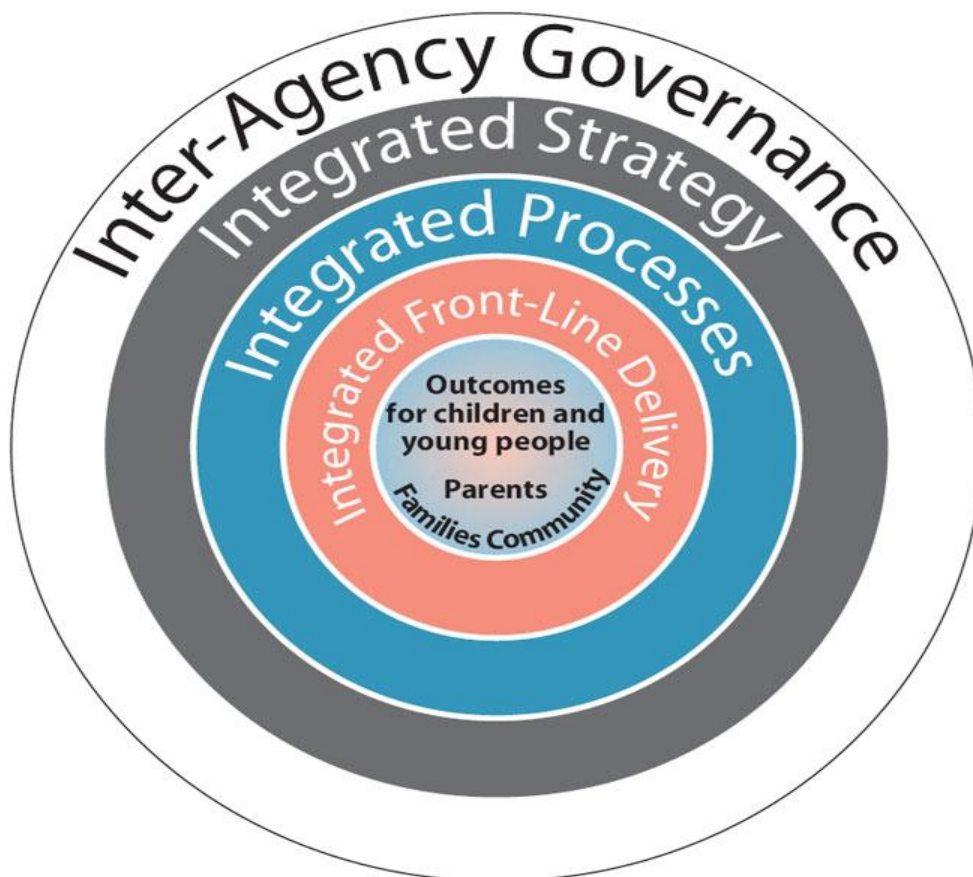 Inter-Agency Governance
Integrated Strategy
Integrated Processes
Integrated Front-Line Delivery
Outcomes
for children and
young people
Parents
Families Community